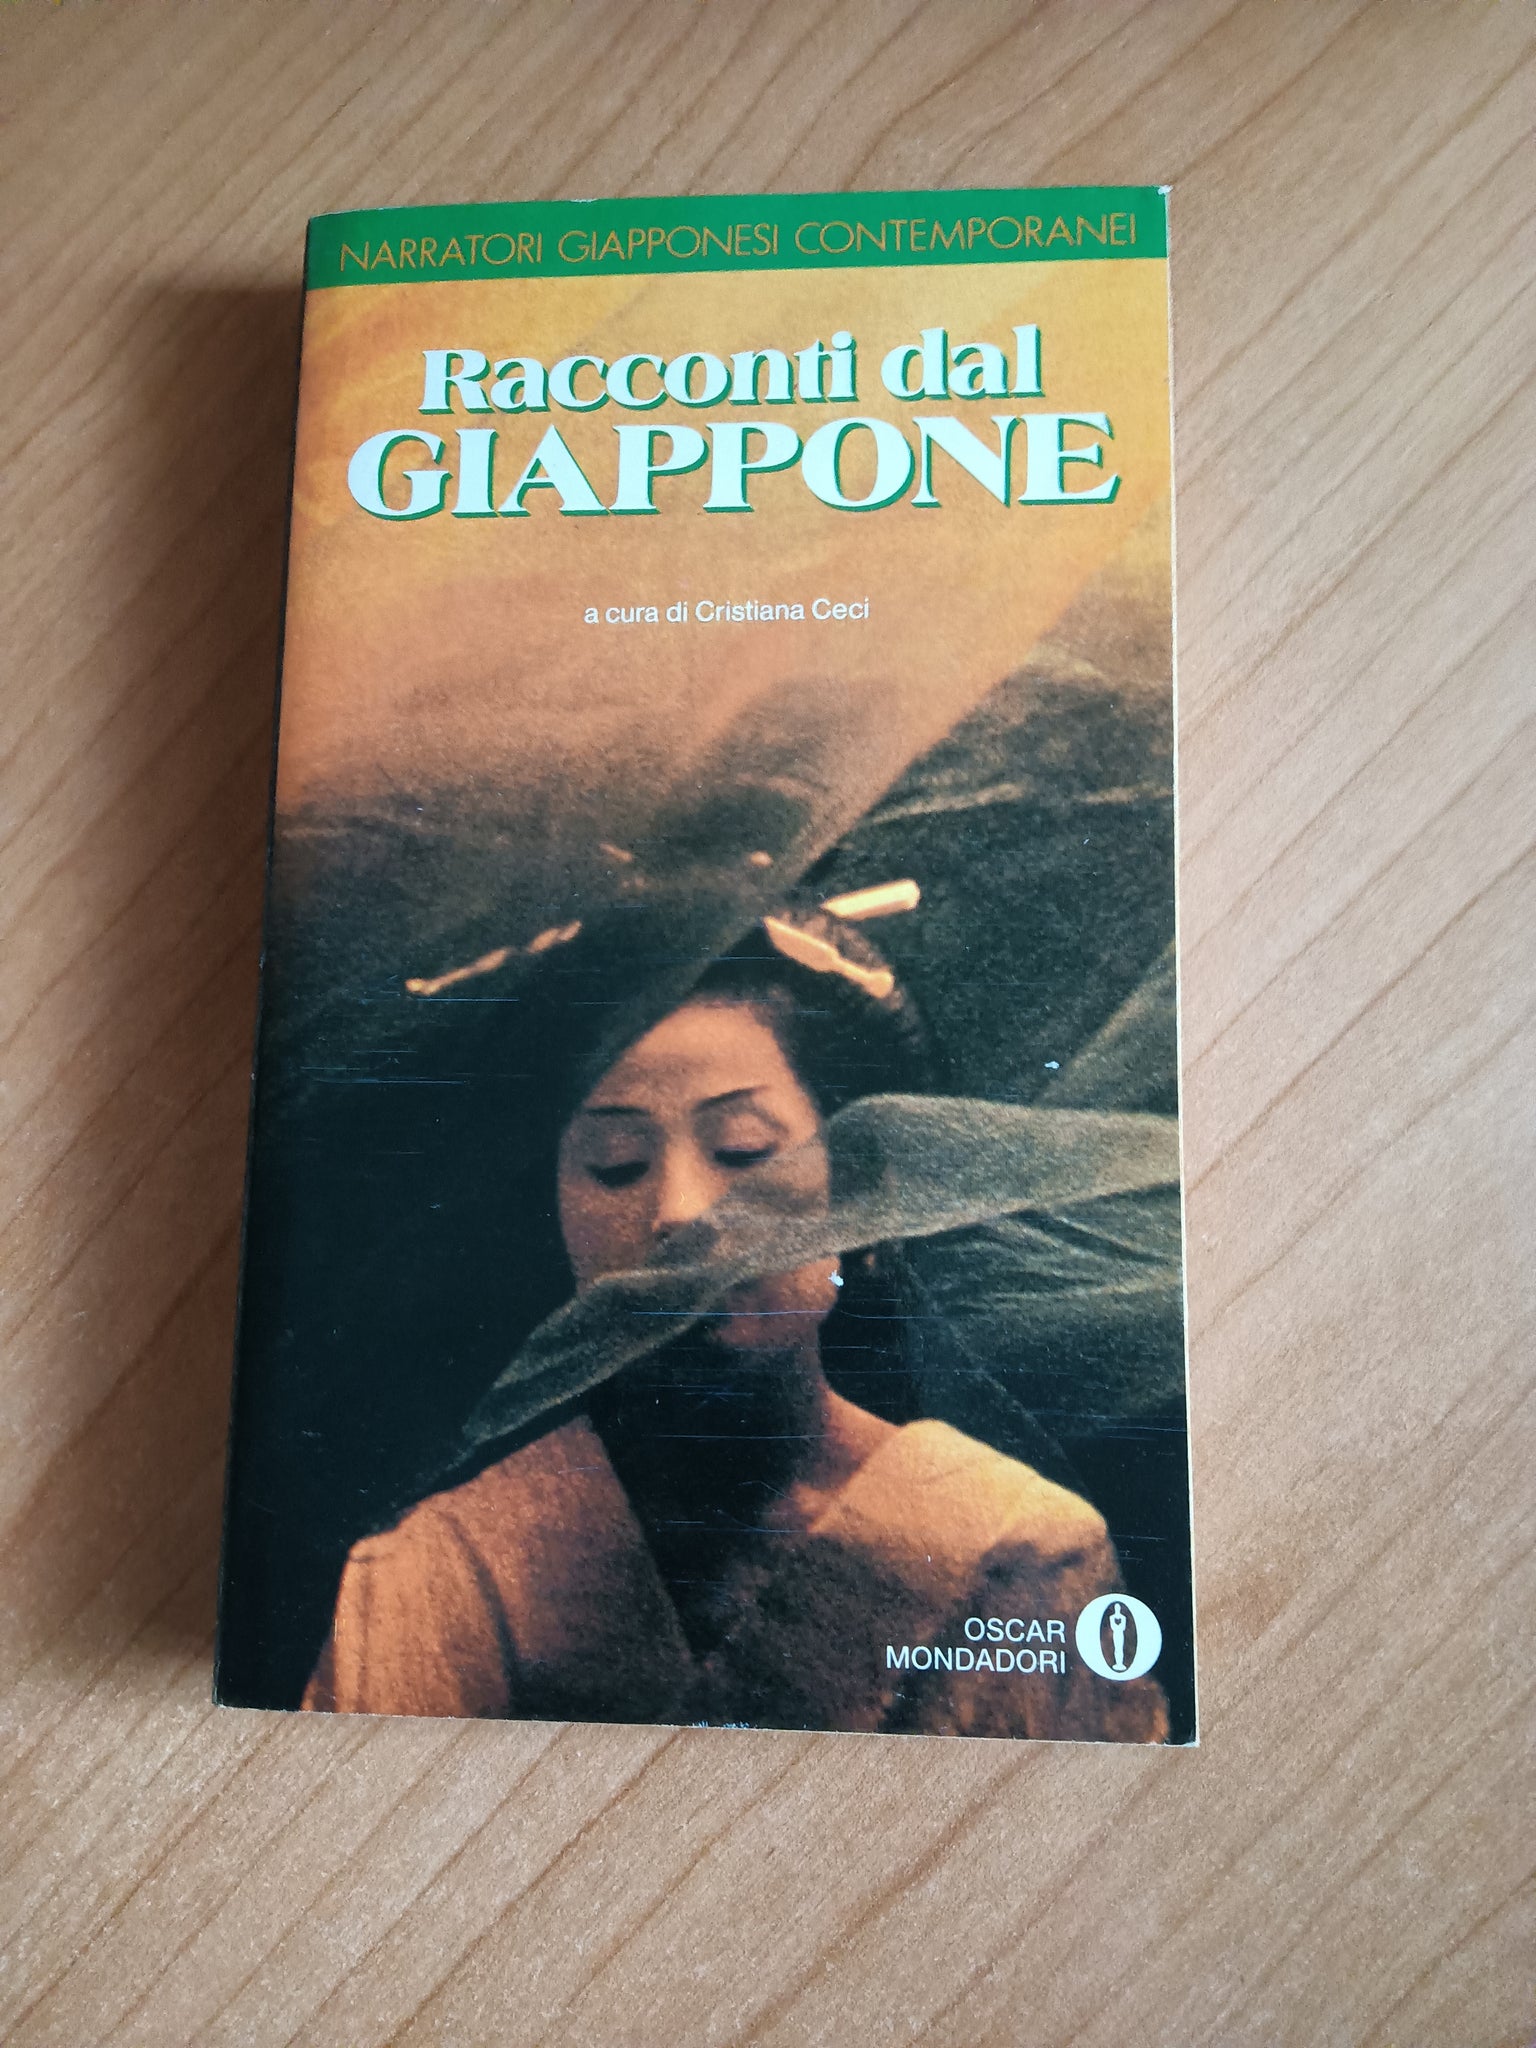 NARRATORI GIAPPONESI CONTEMPORANEI
Racconti dal
GIAPPONE
a cura di Cristiana Ceci
OSCAR
MONDADORI